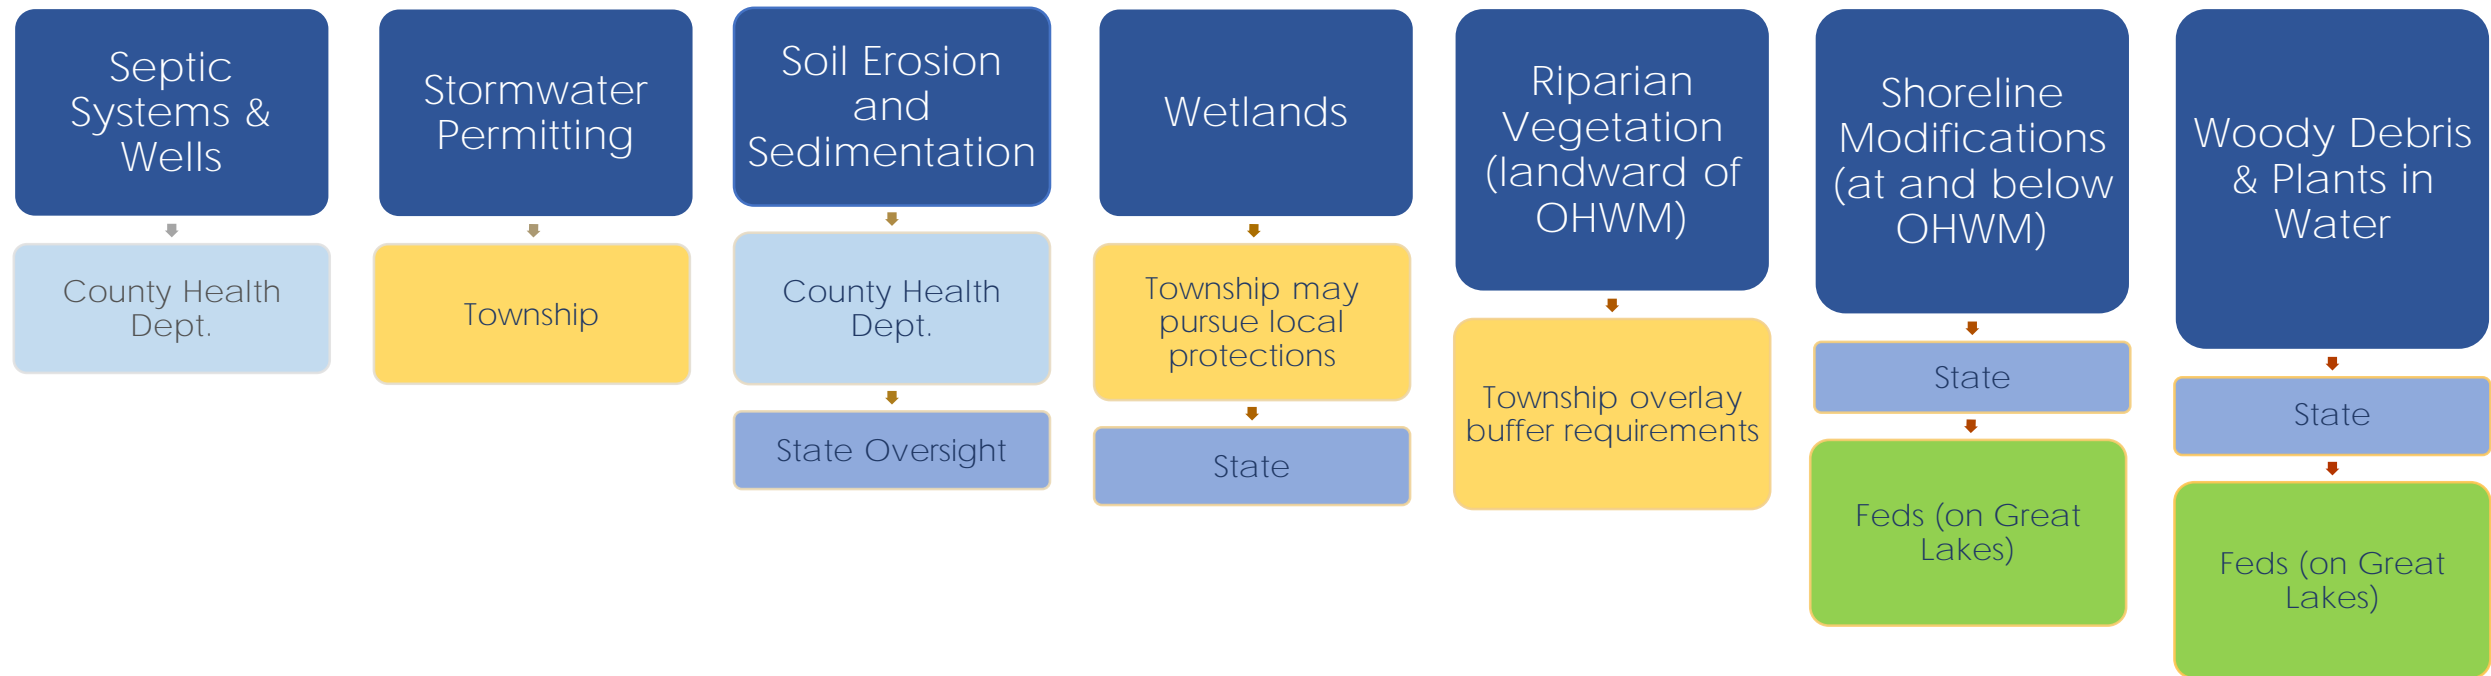 Septic
Systems &
Wells
County Health
Dept.
Stormwater
Permitting
Township
Soil Erosion
and
Sedimentation
County Health
Dept.
State Oversight
Wetlands
Township may
pursue local
protections
State
Riparian
Vegetation
(landward of
OHWM)
Township overlay
buffer requirements
Shoreline
Modifications
(at and below
OHWM)
State
Feds (on Great
Lakes)
Woody Debris
& Plants in
Water
State
Feds (on Great
Lakes)